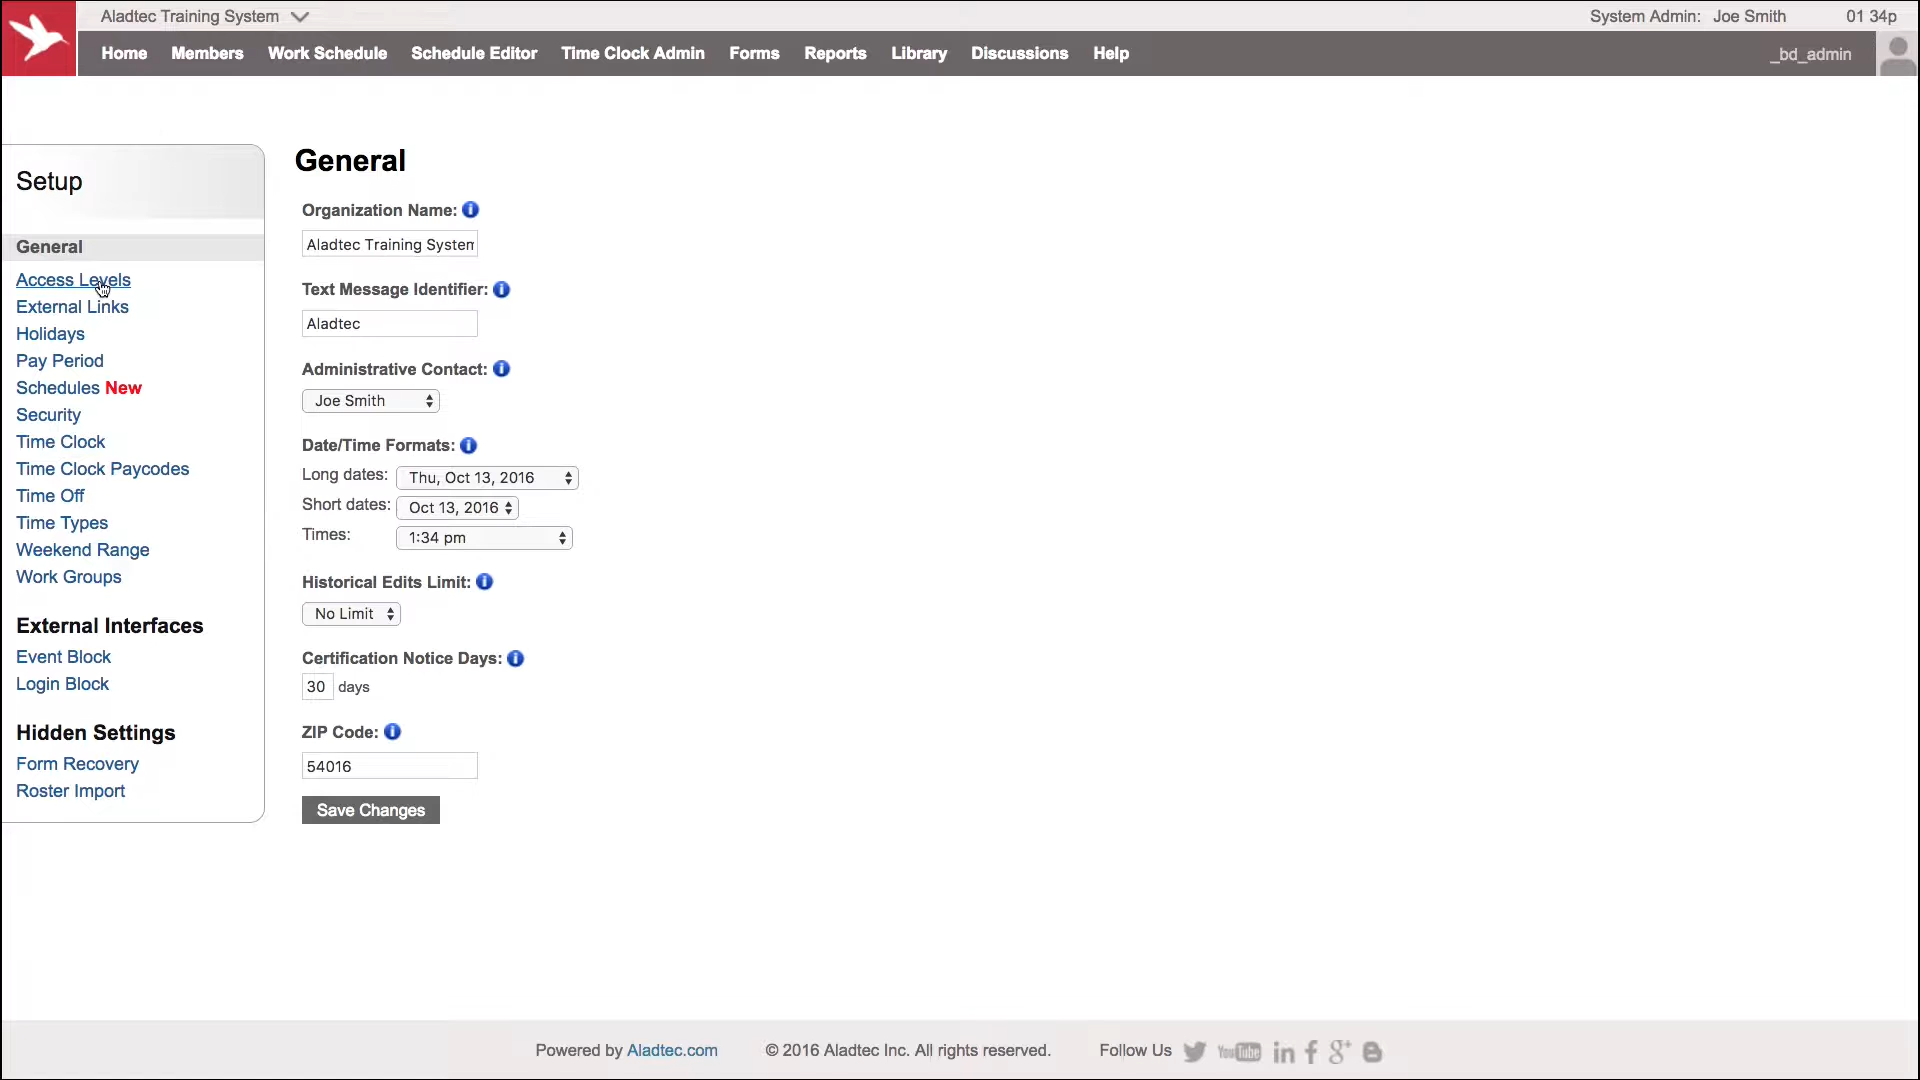 Aladtec Training System
System Admin: Joe Smith
01 34p
Home Members Work Schedule Schedule Editor Time Clock Admin Forms Reports Library Discussions Help
_bd_admin
Setup
General
Access Levels
External Links
Holidays
Pay Period
Schedules New
Security
Time Clock
Time Clock Paycodes
Time Off
Time Types
Weekend Range
Work Groups
External Interfaces
Event Block
Login Block
Hidden Settings
Form Recovery
Roster Import
General
Organization Name:
Aladtec Training System
Text Message Identifier:
Aladtec
Administrative Contact:
Joe Smith
Date/Time Formats:
Long dates: Thu, Oct 13, 2016
Short dates: Oct 13, 2016
Times: 1:34 pm
Historical Edits Limit:
No Limit
Certification Notice Days:
30 days
ZIP Code:
54016
Save Changes
Powered by Aladtec.com © 2016 Aladtec Inc. All rights reserved. Follow Us YouTube in f g+